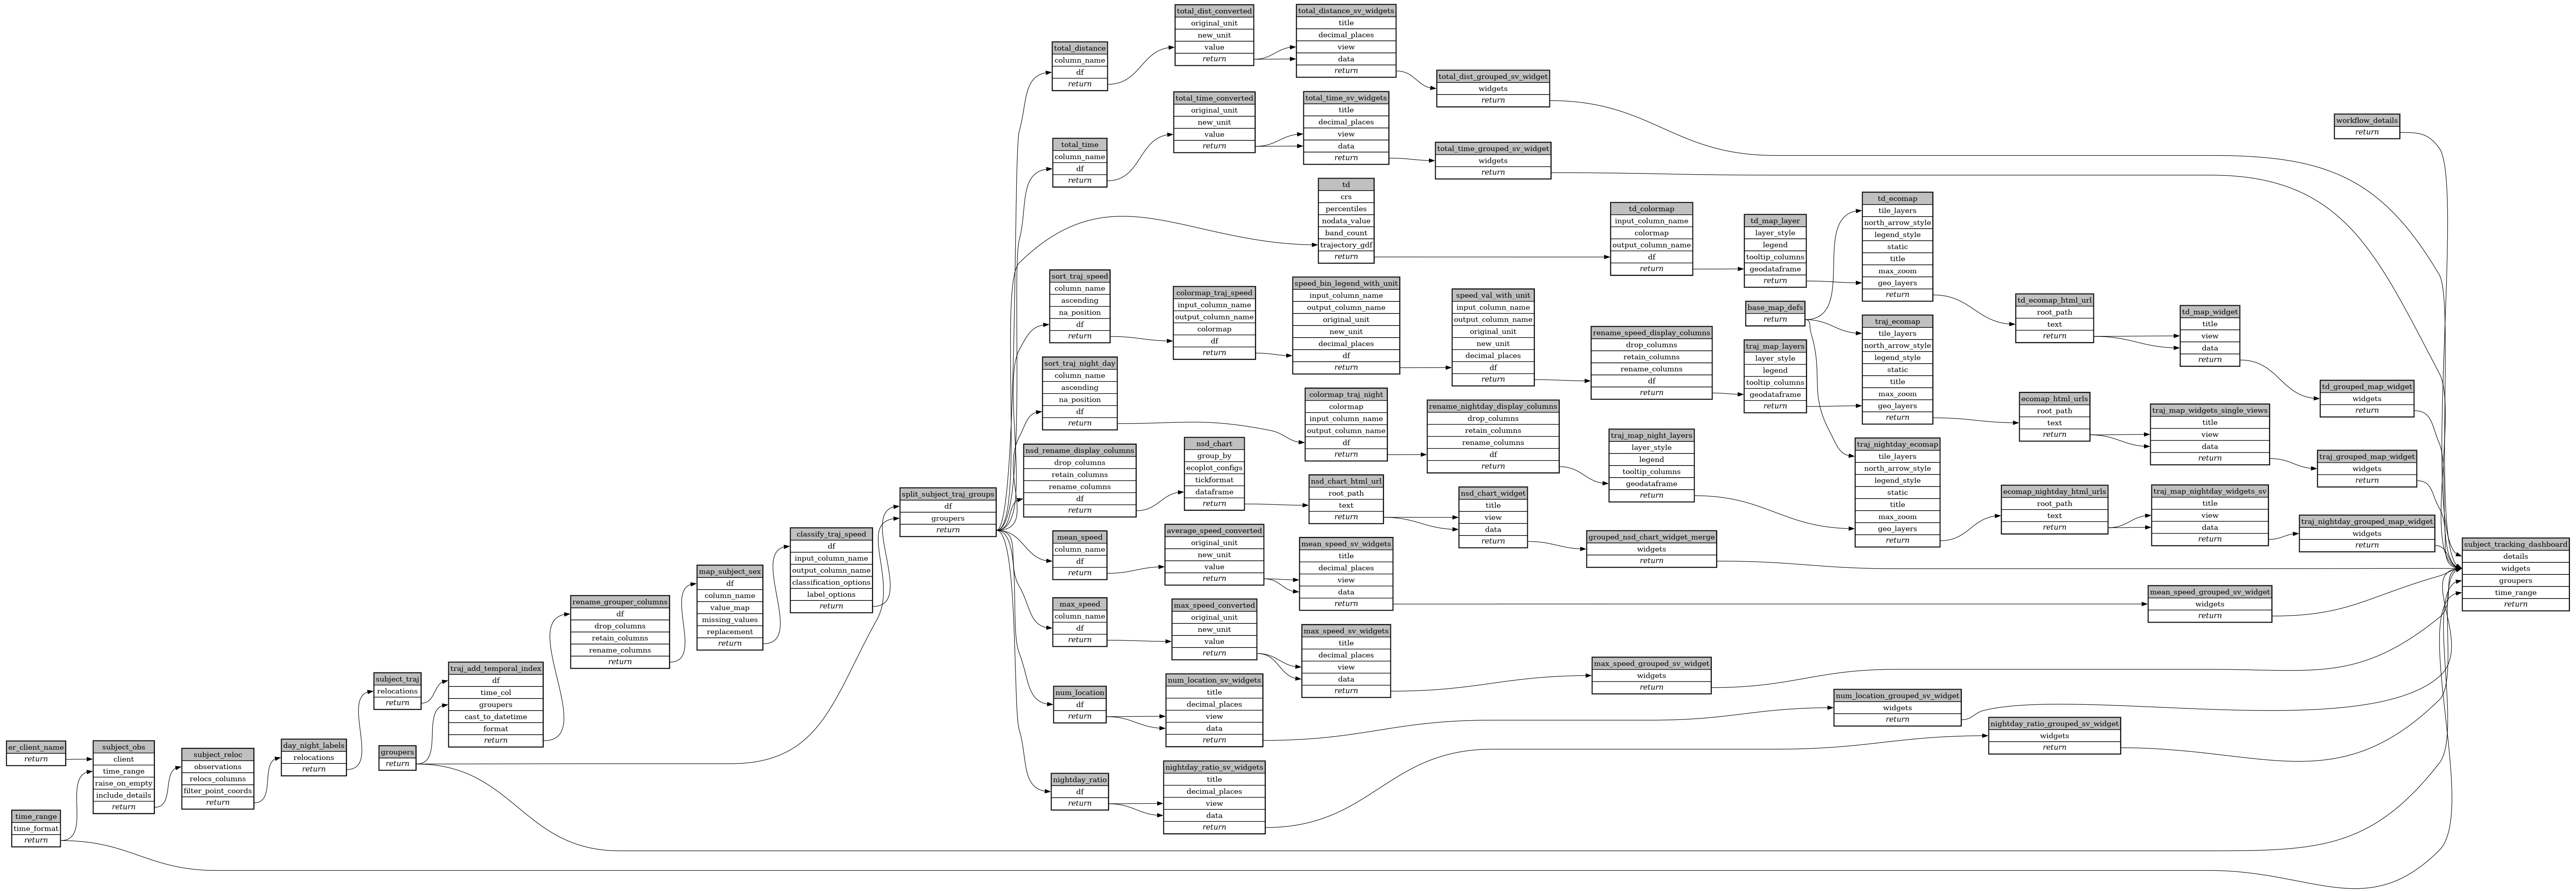 er_client_name
return
time_range
time_format
return
subject_obs
client
time_range
raise_on_empty
include_details
return
subject_reloc
observations
relocs_columns
filter_point_coords
return
day_night_labels
relocations
return
subject_traj
relocations
return
groupers
return
traj_add_temporal_index
df
time_col
groupers
cast_to_datetime
format
return
rename_grouper_columns
df
drop_columns
retain_columns
rename_columns
return
map_subject_sex
df
column_name
value_map
missing_values
replacement
return
classify_traj_speed
df
input_column_name
output_column_name
classification_options
label_options
return
split_subject_traj_groups
df
groupers
return
total_distance
column_name
df
return
total_time
column_name
df
return
sort_traj_speed
column_name
ascending
na_position
df
return
sort_traj_night_day
column_name
ascending
na_position
df
return
nsd_rename_display_columns
drop_columns
retain_columns
rename_columns
df
return
mean_speed
column_name
df
return
max_speed
column_name
df
return
num_location
df
return
nightday_ratio
df
return
total_dist_converted
original_unit
new_unit
value
return
total_time_converted
original_unit
new_unit
value
return
colormap_traj_speed
input_column_name
output_column_name
colormap
df
return
nsd_chart
group_by
ecoplot_configs
tickformat
dataframe
return
average_speed_converted
original_unit
new_unit
value
return
max_speed_converted
original_unit
new_unit
value
return
num_location_sv_widgets
title
decimal_places
view
data
return
nightday_ratio_sv_widgets
title
decimal_places
view
data
return
total_distance_sv_widgets
title
decimal_places
view
data
return
total_time_sv_widgets
title
decimal_places
view
data
return
td
crs
percentiles
nodata_value
band_count
trajectory_gdf
return
speed_bin_legend_with_unit
input_column_name
output_column_name
original_unit
new_unit
decimal_places
df
return
colormap_traj_night
colormap
input_column_name
output_column_name
df
return
nsd_chart_html_url
root_path
text
return
mean_speed_sv_widgets
title
decimal_places
view
data
return
max_speed_sv_widgets
title
decimal_places
view
data
return
total_dist_grouped_sv_widget
widgets
return
total_time_grouped_sv_widget
widgets
return
speed_val_with_unit
input_column_name
output_column_name
original_unit
new_unit
decimal_places
df
return
rename_nightday_display_columns
drop_columns
retain_columns
rename_columns
df
return
nsd_chart_widget
title
view
data
return
td_colormap
input_column_name
colormap
output_column_name
df
return
rename_speed_display_columns
drop_columns
retain_columns
rename_columns
df
return
traj_map_night_layers
layer_style
legend
tooltip_columns
geodataframe
return
grouped_nsd_chart_widget_merge
widgets
return
max_speed_grouped_sv_widget
widgets
return
td_map_layer
layer_style
legend
tooltip_columns
geodataframe
return
base_map_defs
return
traj_map_layers
layer_style
legend
tooltip_columns
geodataframe
return
num_location_grouped_sv_widget
widgets
return
td_ecomap
tile_layers
north_arrow_style
legend_style
static
title
max_zoom
geo_layers
return
traj_ecomap
tile_layers
north_arrow_style
legend_style
static
title
max_zoom
geo_layers
return
traj_nightday_ecomap
tile_layers
north_arrow_style
legend_style
static
title
max_zoom
geo_layers
return
nightday_ratio_grouped_sv_widget
widgets
return
td_ecomap_html_url
root_path
text
return
ecomap_html_urls
root_path
text
return
ecomap_nightday_html_urls
root_path
text
return
td_map_widget
title
view
data
return
traj_map_widgets_single_views
title
view
data
return
traj_map_nightday_widgets_sv
title
view
data
return
mean_speed_grouped_sv_widget
widgets
return
workflow_details
return
td_grouped_map_widget
widgets
return
traj_grouped_map_widget
widgets
return
traj_nightday_grouped_map_widget
widgets
return
subject_tracking_dashboard
details
widgets
groupers
time_range
return